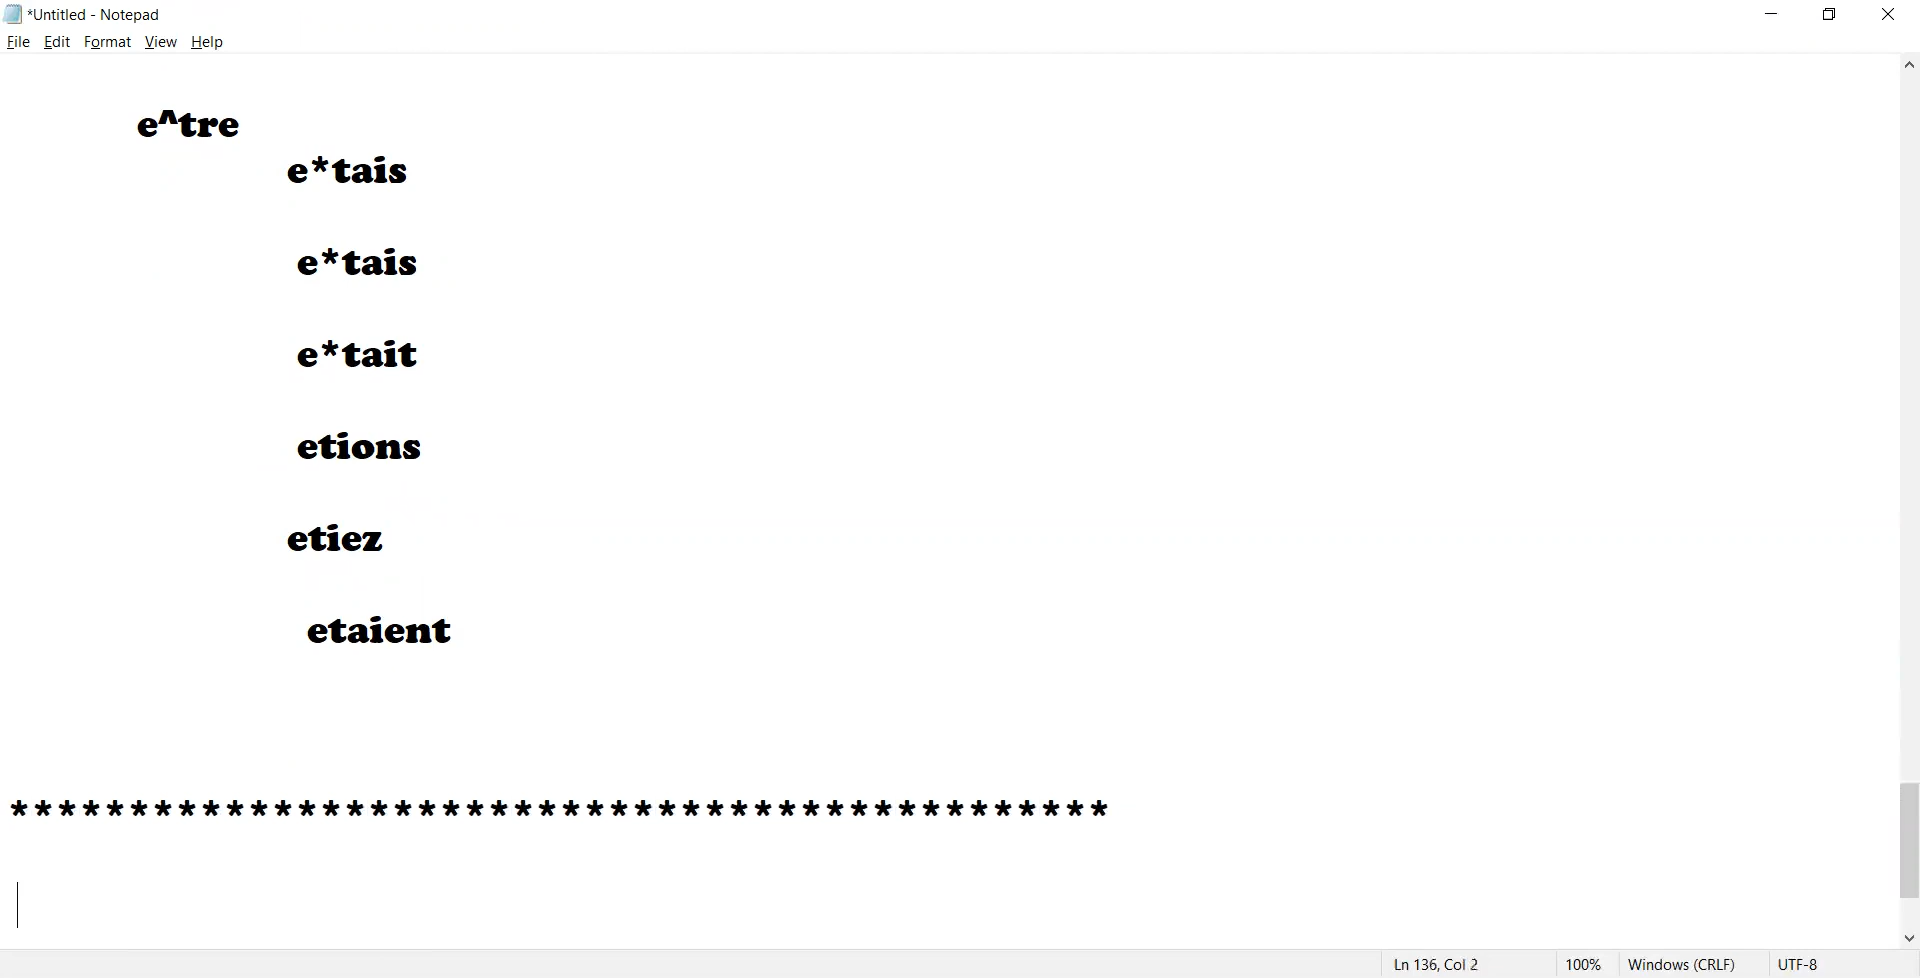 *Untitled - Notepad
File Edit Format View Help
e^tre
e*tais
e*tais
e*tait
etions
etiez
etaient
**********************************************
Ln 136, Col 2 100% Windows (CRLF) UTF-8